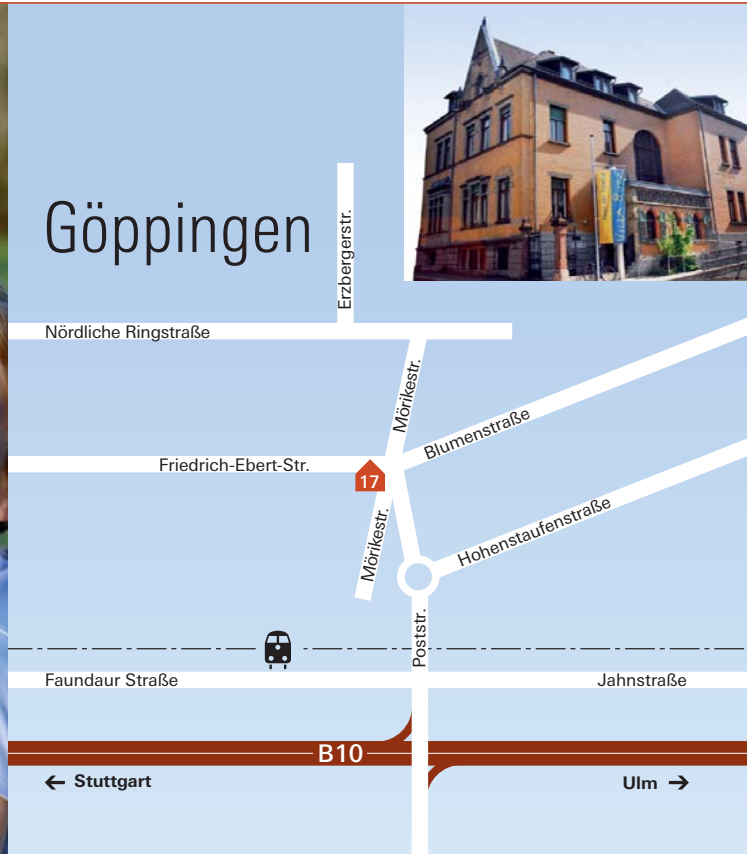 Göppingen
Erzbergerstr.
Nördliche Ringstraße
Mörikestr.
Blumenstraße
Friedrich-Ebert-Str.
17
Mörikestr.
Hohenstaufenstraße
Poststr.
Faundaur Straße
Jahnstraße
B10
← Stuttgart
Ulm →